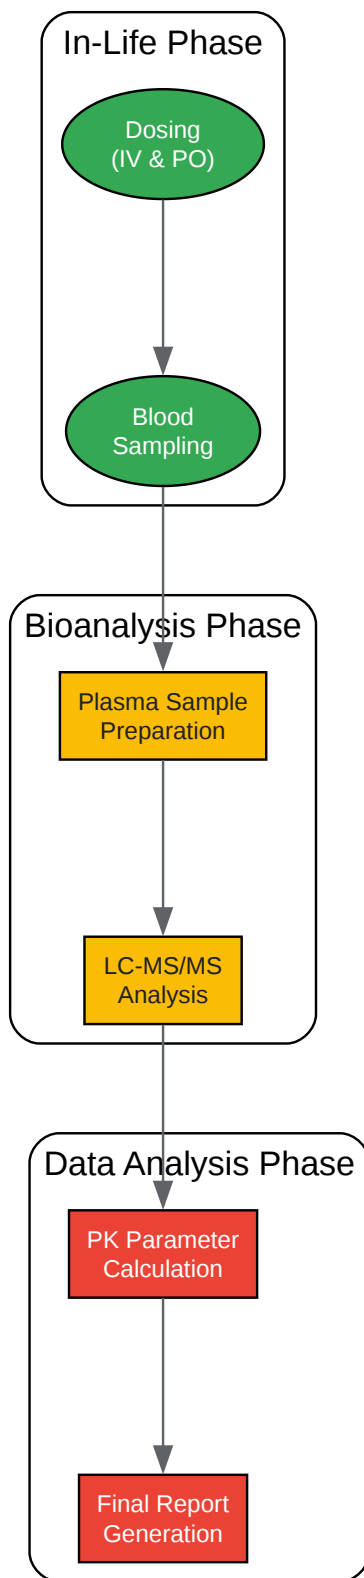 In-Life Phase
Dosing
(IV & PO)
Blood
Sampling
Bioanalysis Phase
Plasma Sample
Preparation
LC-MS/MS
Analysis
Data Analysis Phase
PK Parameter
Calculation
Final Report
Generation